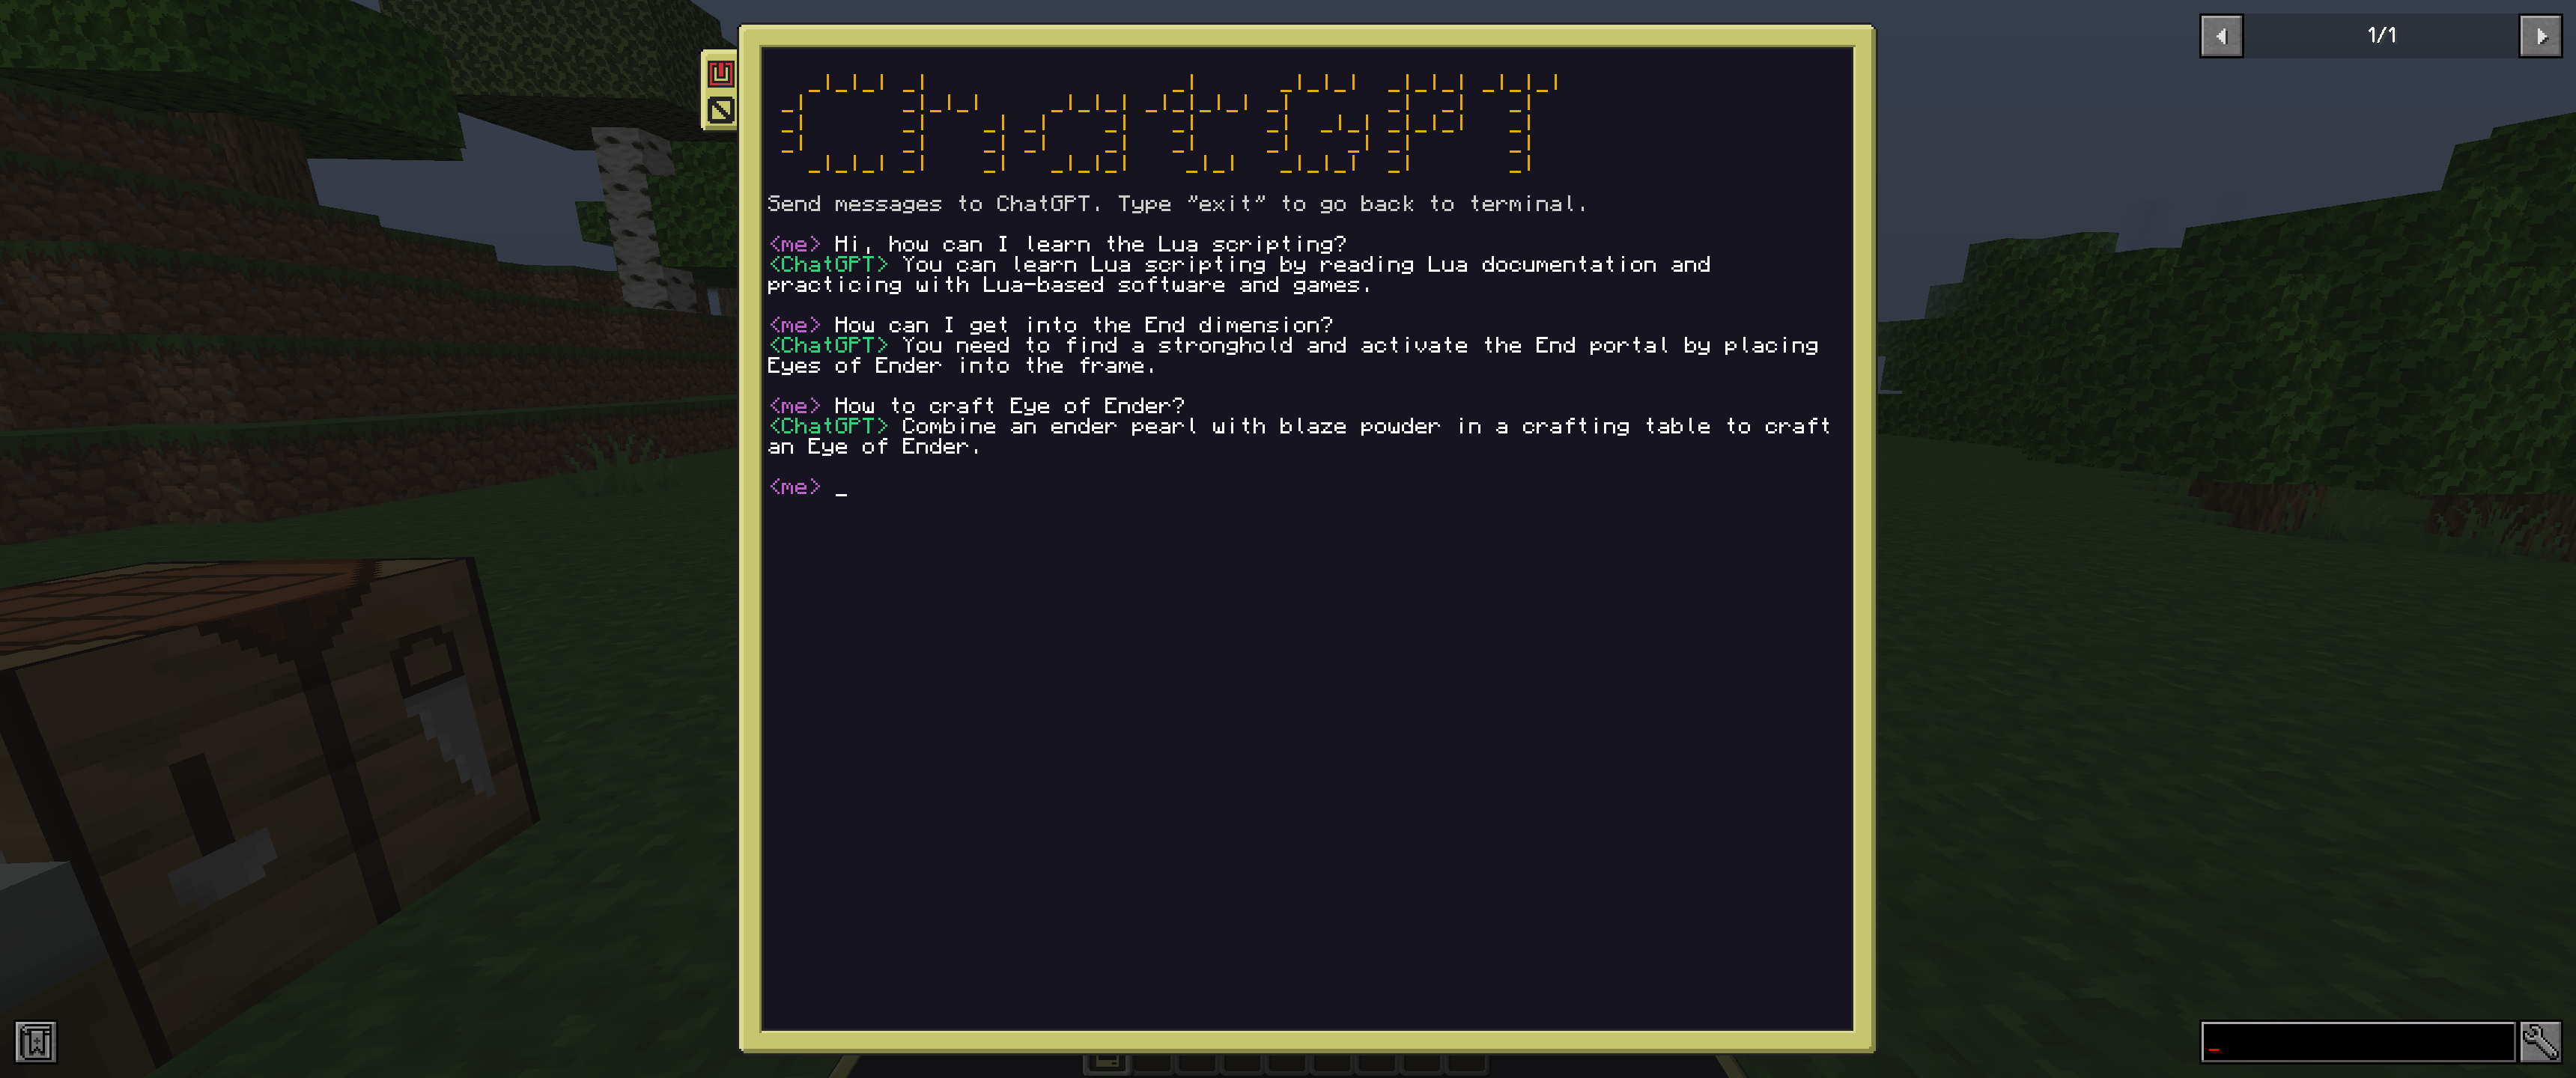 ChatGPT
1/1
Send messages to ChatGPT. Type "exit" to go back to terminal.
<me> Hi, how can I learn the Lua scripting?
<ChatGPT> You can learn Lua scripting by reading Lua documentation and
practicing with Lua-based software and games.
<me> How can I get into the End dimension?
<ChatGPT> You need to find a stronghold and activate the End portal by placing
Eyes of Ender into the frame.
<me> How to craft Eye of Ender?
<ChatGPT> Combine an ender pearl with blaze powder in a crafting table to craft
an Eye of Ender.
<me> _